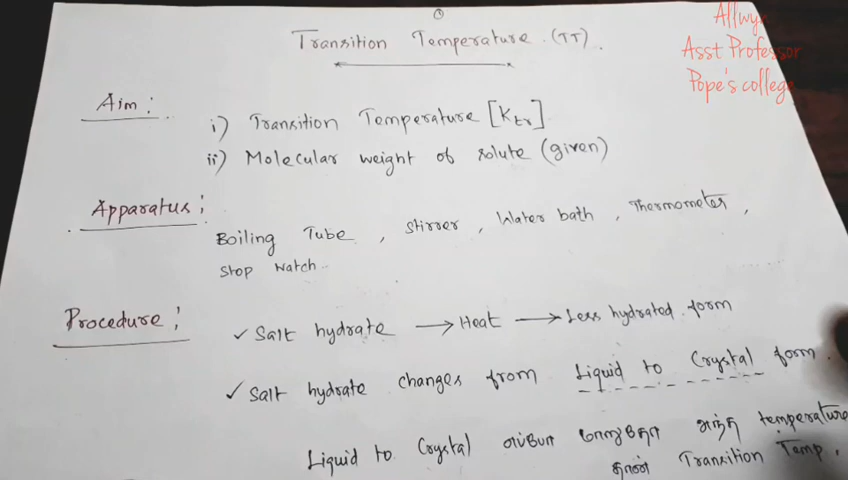 ①
Transition Temperature (TT).
Allwyn
Asst Professor
Pope's college
Aim:
i) Transition Temperature [Ktr]
ii) Molecular weight of solute (given)
Apparatus:
Boiling Tube, Stirrer, Water bath, Thermometer,
Stop Watch.
Procedure:
✓ Salt hydrate → Heat → Less hydrated form
✓ Salt hydrate changes from Liquid to Crystal form.
Liquid to Crystal எப்போ மாறுதோ அந்த temperature
தான் Transition Temp.